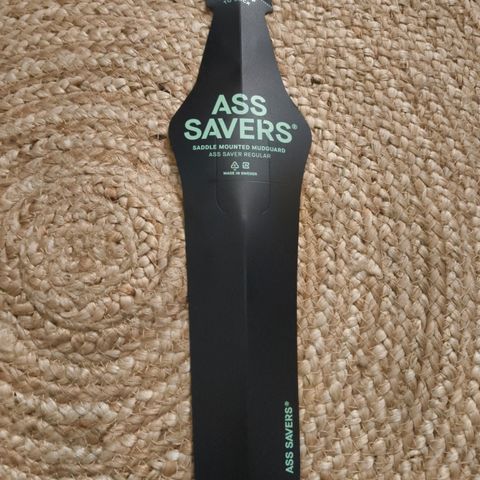 ASS
SAVERS®
SADDLE MOUNTED MUDGUARD
ASS SAVER REGULAR
MADE IN SWEDEN
ASS SAVERS®